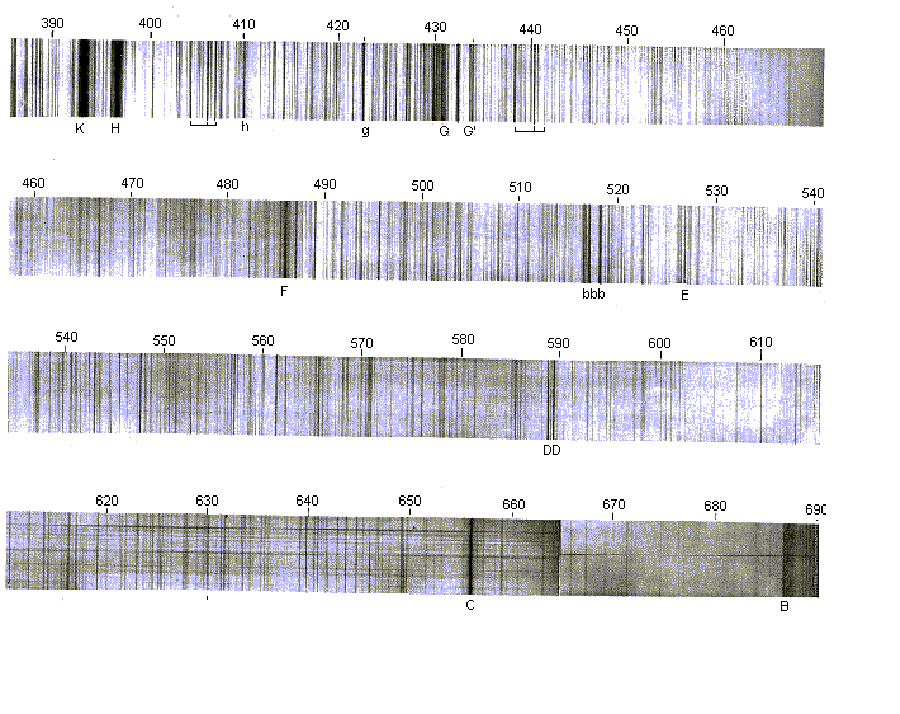 390 400 410 420 430 440 450 460
K H h g G G'
460 470 480 490 500 510 520 530 540
F bbb E
540 550 560 570 580 590 600 610
DD
620 630 640 650 660 670 680 690
C B